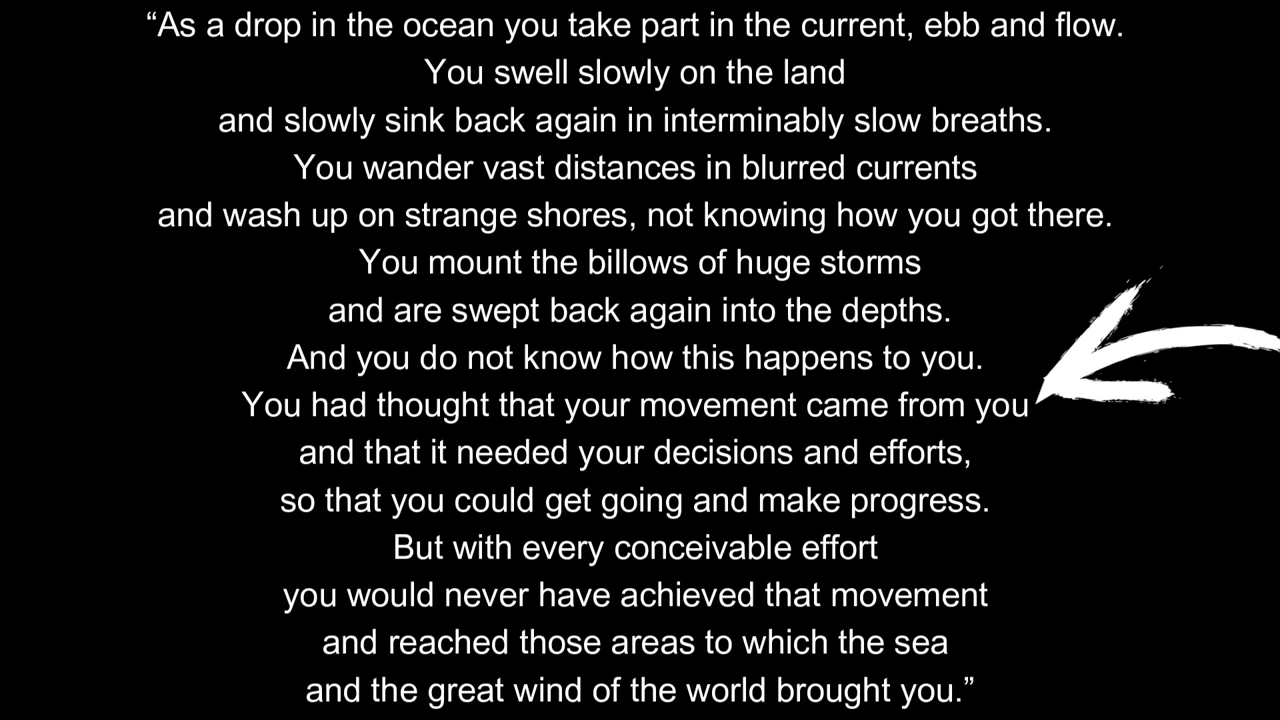 “As a drop in the ocean you take part in the current, ebb and flow.
You swell slowly on the land
and slowly sink back again in interminably slow breaths.
You wander vast distances in blurred currents
and wash up on strange shores, not knowing how you got there.
You mount the billows of huge storms
and are swept back again into the depths.
And you do not know how this happens to you.
You had thought that your movement came from you
and that it needed your decisions and efforts,
so that you could get going and make progress.
But with every conceivable effort
you would never have achieved that movement
and reached those areas to which the sea
and the great wind of the world brought you.”